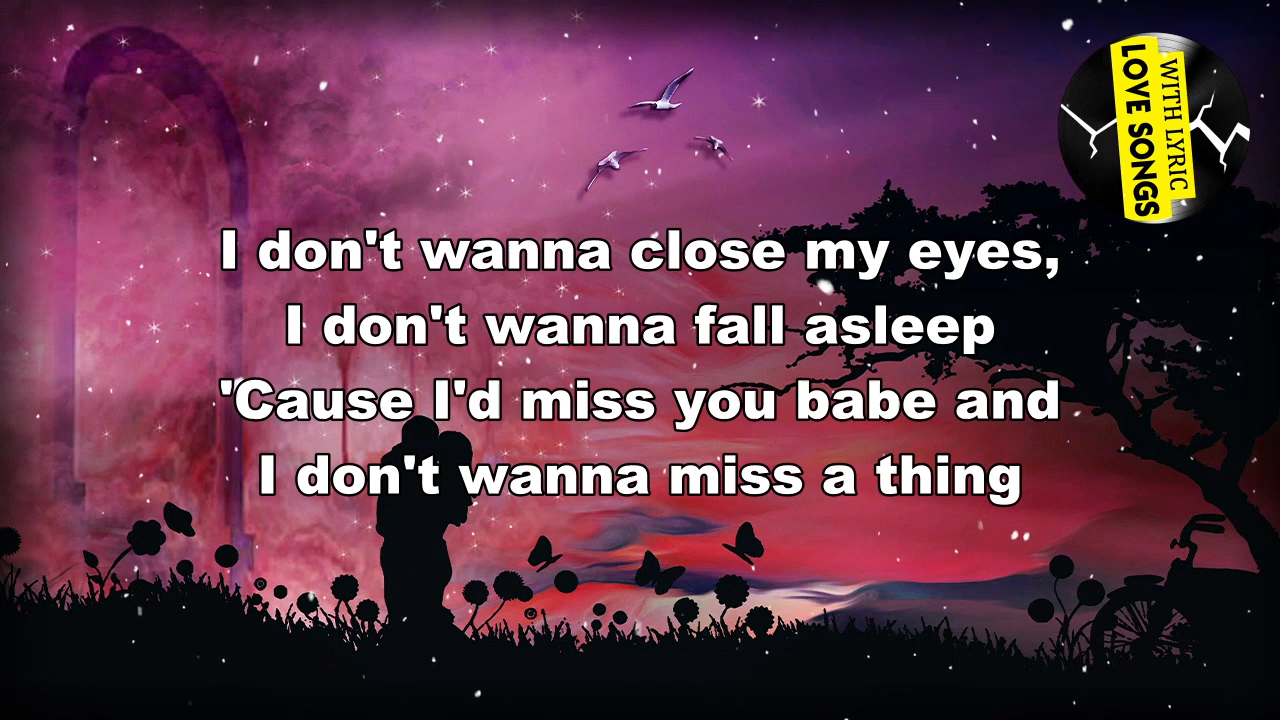 WITH LYRIC
LOVE SONGS
I don't wanna close my eyes,
I don't wanna fall asleep
'Cause I'd miss you babe and
I don't wanna miss a thing